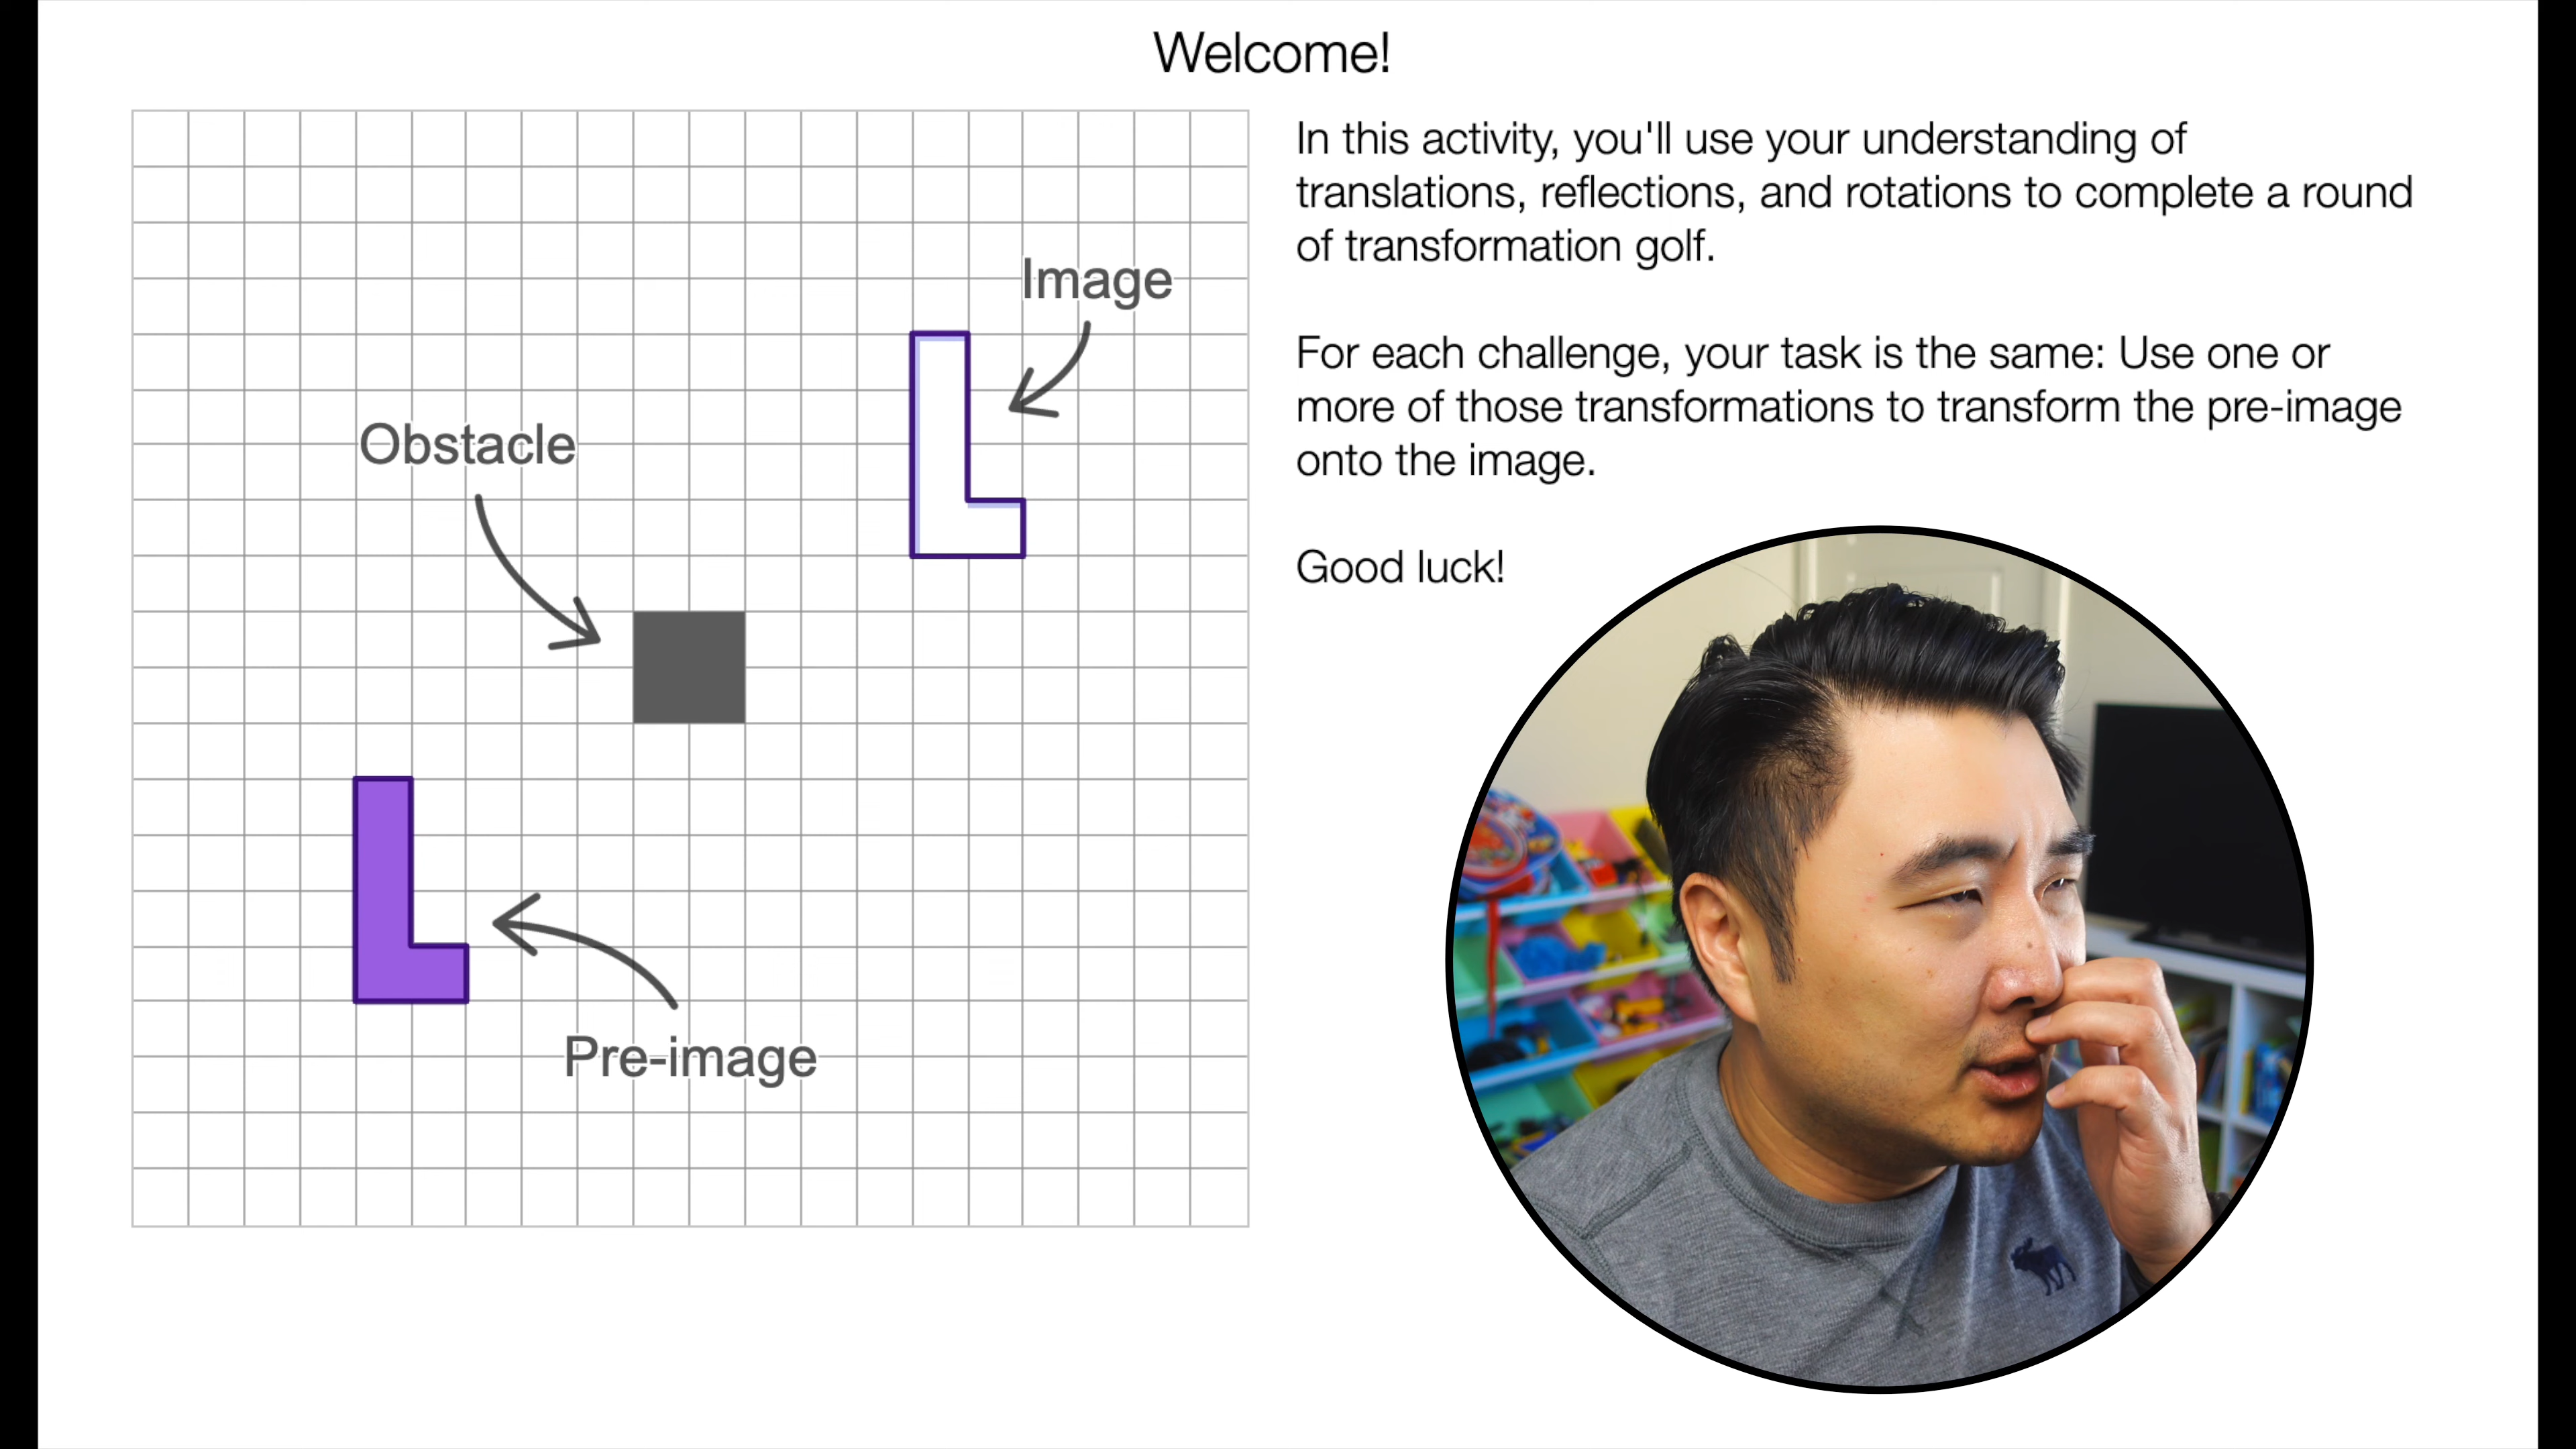 Welcome!
In this activity, you'll use your understanding of
translations, reflections, and rotations to complete a round
of transformation golf.
For each challenge, your task is the same: Use one or
more of those transformations to transform the pre-image
onto the image.
Good luck!
Image
Obstacle
Pre-image